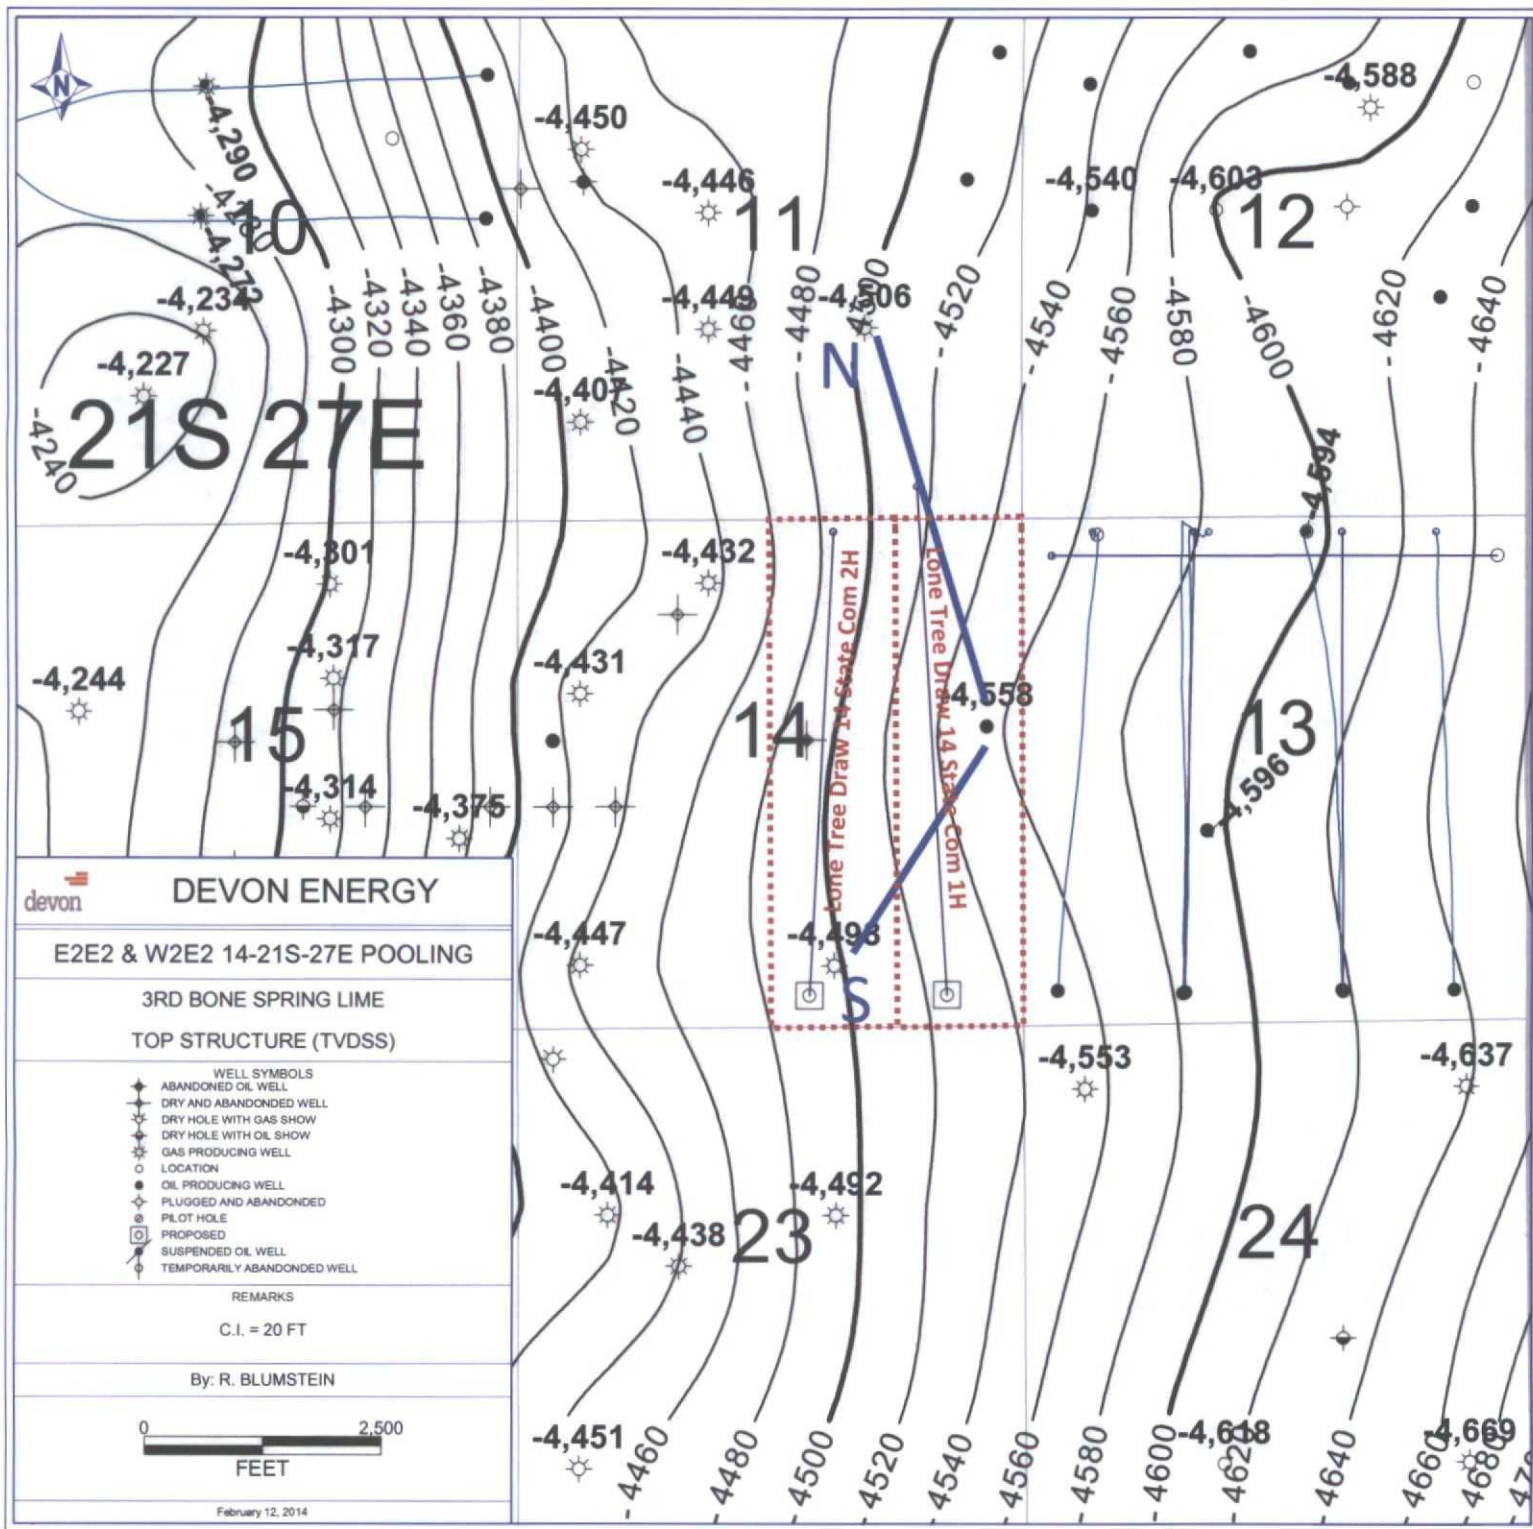 N
-4,290
-4,588
-4,450
-4,446
-4,540
-4,603
10
11
12
-4,234
-4,449
-4,506
-4,227
-4240
-4300
-4320
-4340
-4360
-4380
-4400
-4420
-4440
-4460
-4480
-4500
-4520
-4540
-4560
-4580
-4600
-4620
-4640
N
21S 27E
-4,594
-4,301
-4,432
-4,317
-4,431
-4,244
-4,558
15
14
13
Lone Tree Draw 14 State Com 2H
Lone Tree Draw 14 State Com 1H
-4,314
-4,375
-4,596
-4,447
-4,498
S
-4,553
-4,637
-4,414
-4,492
-4,438
23
24
-4,451
-4,618
-4,669
-4460
-4480
-4500
-4520
-4540
-4560
-4580
-4600
-4620
-4640
-4660
-4680
devon
DEVON ENERGY
E2E2 & W2E2 14-21S-27E POOLING
3RD BONE SPRING LIME
TOP STRUCTURE (TVDSS)
WELL SYMBOLS
ABANDONED OIL WELL
DRY AND ABANDONDED WELL
DRY HOLE WITH GAS SHOW
DRY HOLE WITH OIL SHOW
GAS PRODUCING WELL
LOCATION
OIL PRODUCING WELL
PLUGGED AND ABANDONDED
PILOT HOLE
PROPOSED
SUSPENDED OIL WELL
TEMPORARILY ABANDONDED WELL
REMARKS
C.I. = 20 FT
By: R. BLUMSTEIN
0 2,500
FEET
February 12, 2014